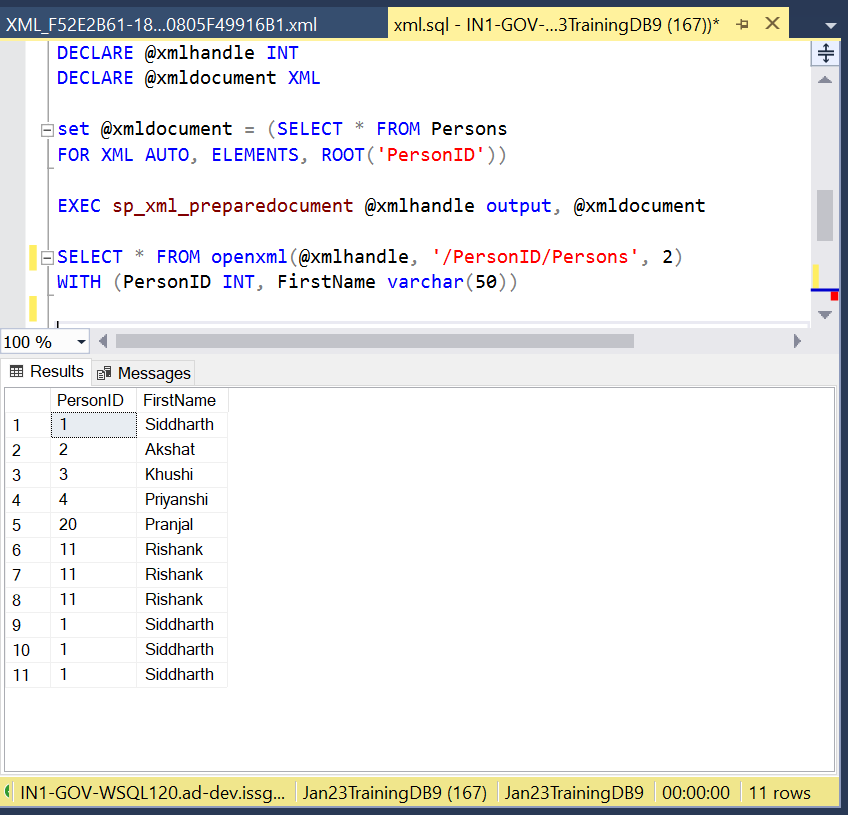 XML_F52E2B61-18...0805F49916B1.xml xml.sql - IN1-GOV-...3TrainingDB9 (167))*
DECLARE @xmlhandle INT
DECLARE @xmldocument XML
set @xmldocument = (SELECT * FROM Persons
FOR XML AUTO, ELEMENTS, ROOT('PersonID'))
EXEC sp_xml_preparedocument @xmlhandle output, @xmldocument
SELECT * FROM openxml(@xmlhandle, '/PersonID/Persons', 2)
WITH (PersonID INT, FirstName varchar(50))
100 %
Results Messages
PersonID FirstName
1 1 Siddharth
2 2 Akshat
3 3 Khushi
4 4 Priyanshi
5 20 Pranjal
6 11 Rishank
7 11 Rishank
8 11 Rishank
9 1 Siddharth
10 1 Siddharth
11 1 Siddharth
IN1-GOV-WSQL120.ad-dev.issg... Jan23TrainingDB9 (167) Jan23TrainingDB9 00:00:00 11 rows